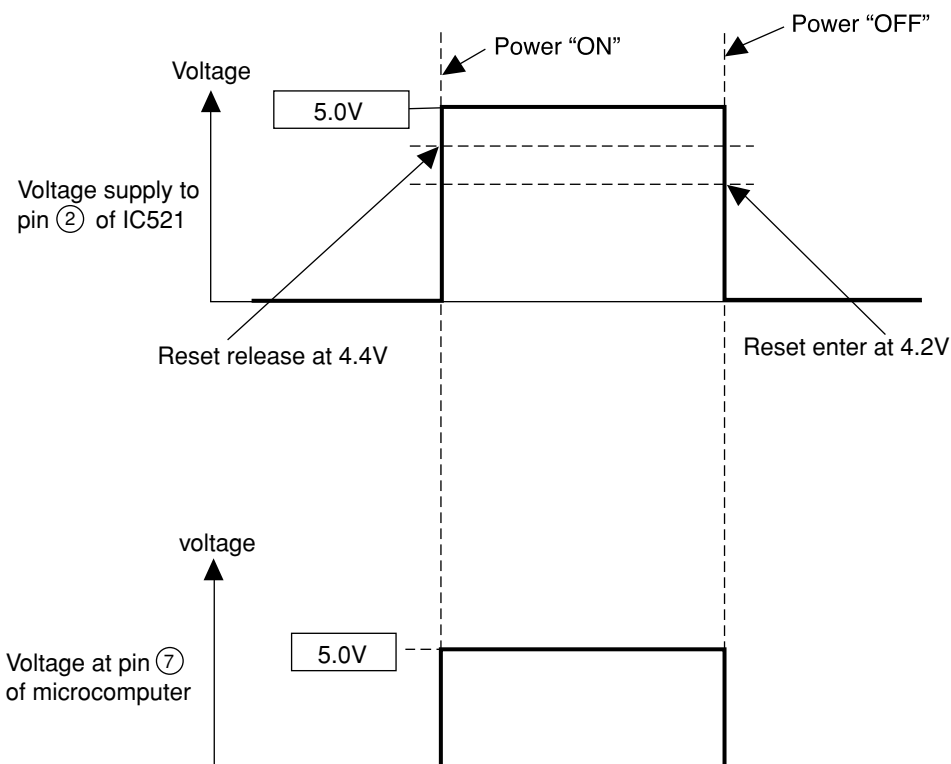 Power “ON”
Power “OFF”
Voltage
5.0V
Voltage supply to
pin ② of IC521
Reset release at 4.4V
Reset enter at 4.2V
voltage
5.0V
Voltage at pin ⑦
of microcomputer